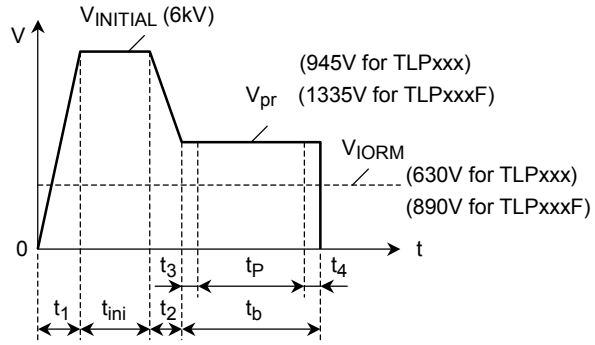 V
VINITIAL (6kV)
(945V for TLPxxx)
Vpr (1335V for TLPxxxF)
VIORM
(630V for TLPxxx)
(890V for TLPxxxF)
0
t
t3 tP t4
t1 tini t2 tb